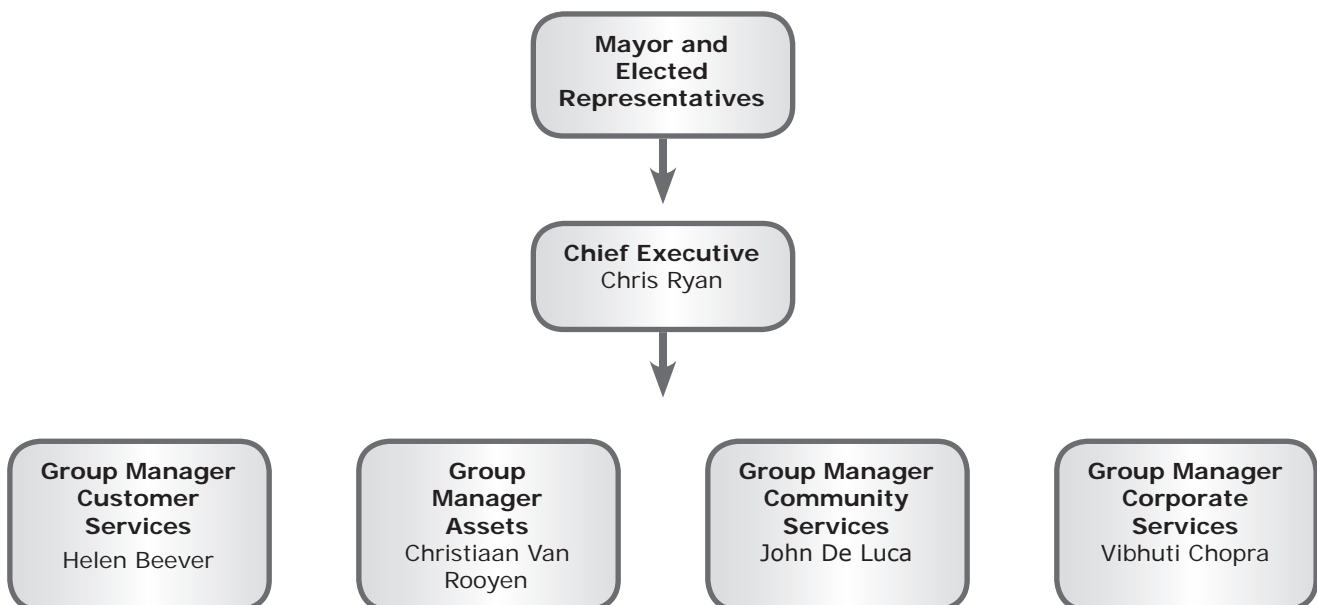 Mayor and
Elected
Representatives
Chief Executive
Chris Ryan
Group Manager
Customer
Services
Helen Beever
Group
Manager
Assets
Christiaan Van
Rooyen
Group Manager
Community
Services
John De Luca
Group Manager
Corporate
Services
Vibhuti Chopra